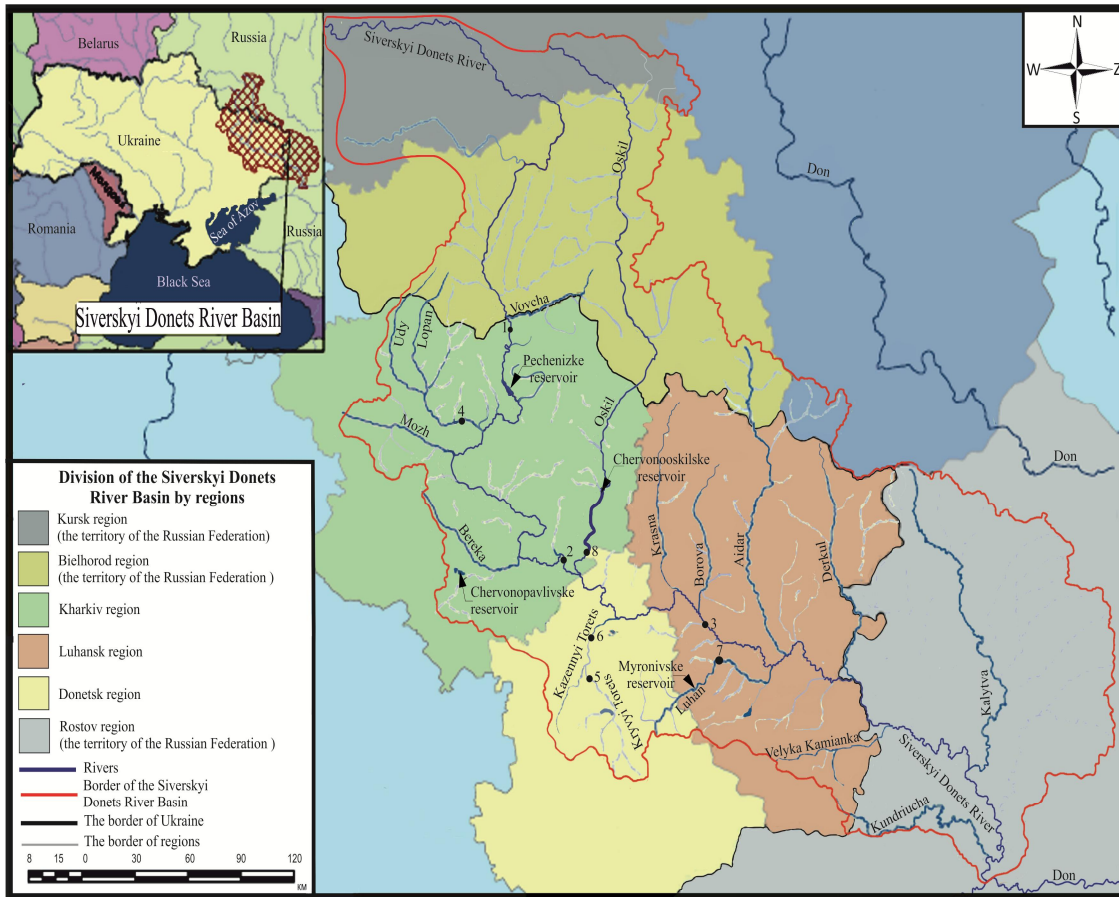 Belarus
Russia
Ukraine
Romania
Sea of Azov
Russia
Black Sea
Siverskyi Donets River Basin
N
W
Z
S
Siverskyi Donets River
Oskil
Don
Vovcha
Udy
Lopan
1
Pechenizke
reservoir
4
Mozh
Oskil
Chervonooskilske
reservoir
Don
Bereka
2
8
Krasna
Borova
Aidar
Derkul
Chervonopavlivske
reservoir
Kazennyi Torets
6
3
7
Myronivske
reservoir
5
Kryvyi Torets
Luhan
Kalytva
Velyka Kamianka
Siverskyi Donets River
Kundriucha
Don
Division of the Siverskyi Donets
River Basin by regions
Kursk region
(the territory of the Russian Federation)
Bielhorod region
(the territory of the Russian Federation )
Kharkiv region
Luhansk region
Donetsk region
Rostov region
(the territory of the Russian Federation )
Rivers
Border of the Siverskyi
Donets River Basin
The border of Ukraine
The border of regions
8 15 0 30 60 90 120
KM